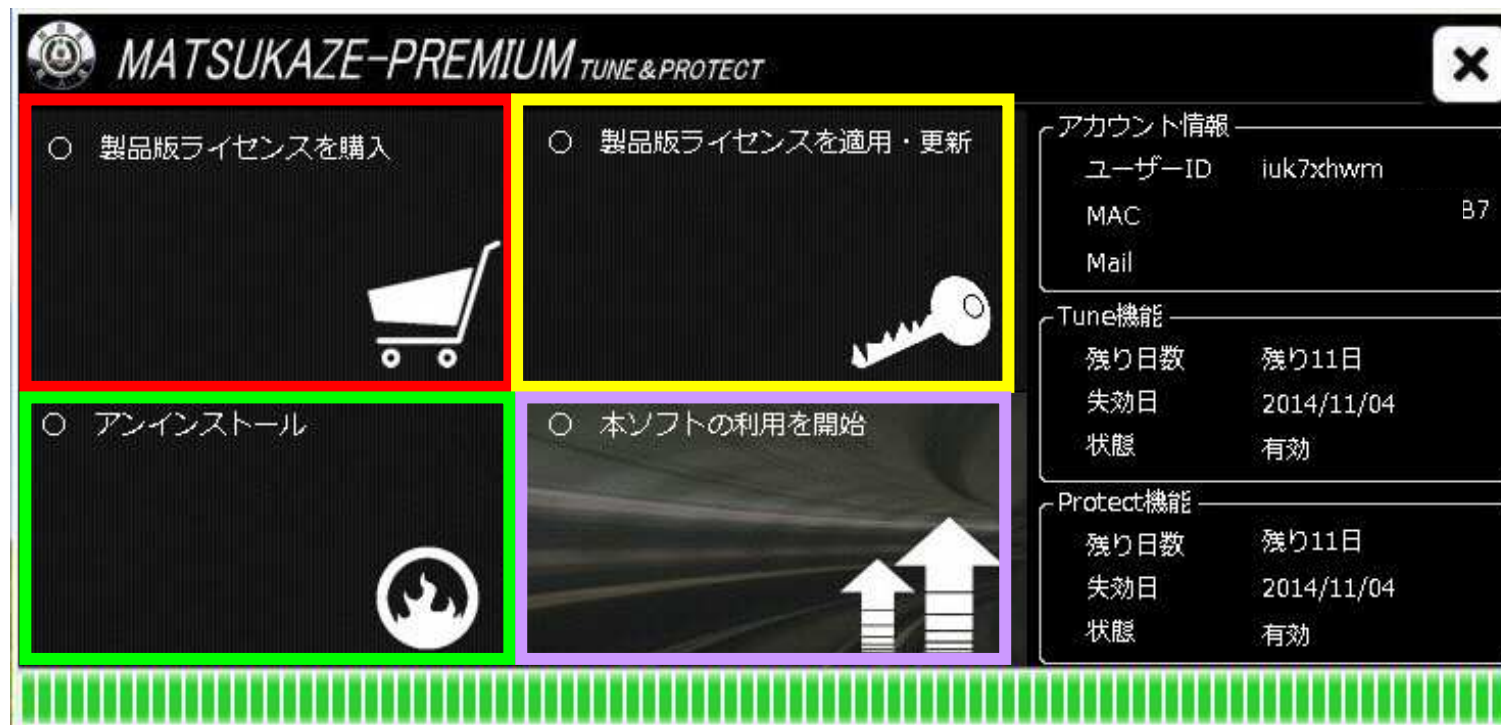 MATSUKAZE-PREMIUM TUNE&PROTECT
○ 製品版ライセンスを購入
○ 製品版ライセンスを適用・更新
○ アンインストール
○ 本ソフトの利用を開始
アカウント情報
ユーザーID iuk7xhwm
MAC B7
Mail
Tune機能
残り日数 残り11日
失効日 2014/11/04
状態 有効
Protect機能
残り日数 残り11日
失効日 2014/11/04
状態 有効